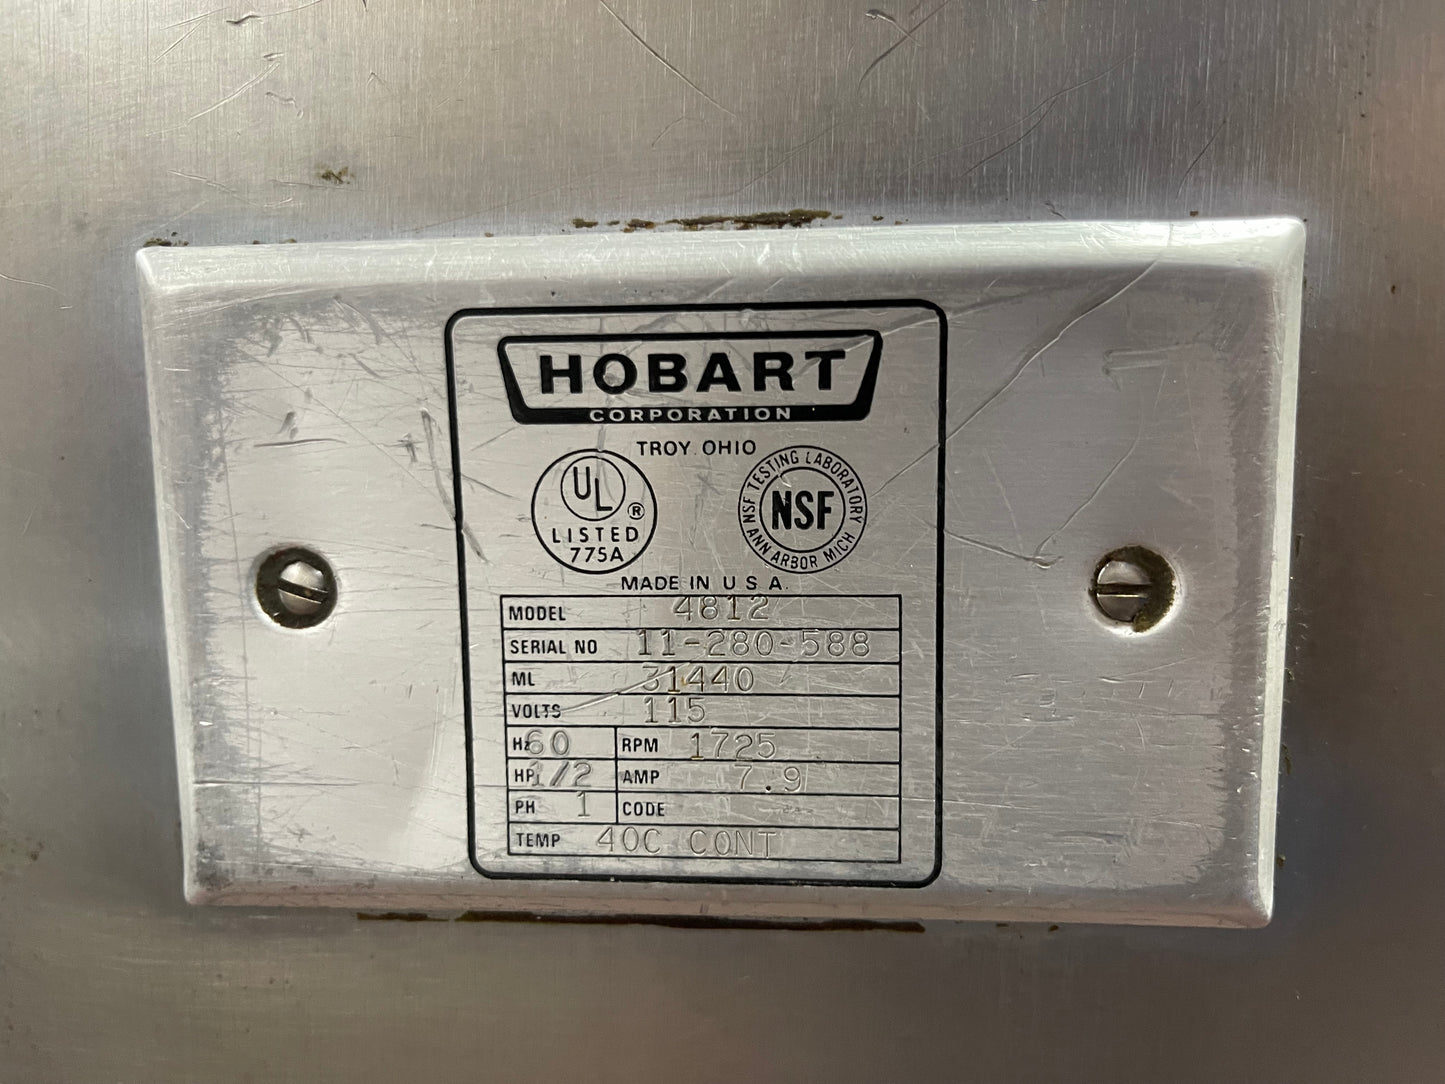 HOBART
CORPORATION
TROY, OHIO
UL ®
LISTED
775A
NSF TESTING LABORATORY
NSF
ANN ARBOR MICH
MADE IN U S A.
MODEL 4812
SERIAL NO 11-280-588
ML 31440
VOLTS 115
Hz 60 RPM 1725
HP 1/2 AMP 7.9
PH 1 CODE
TEMP 40C CONT